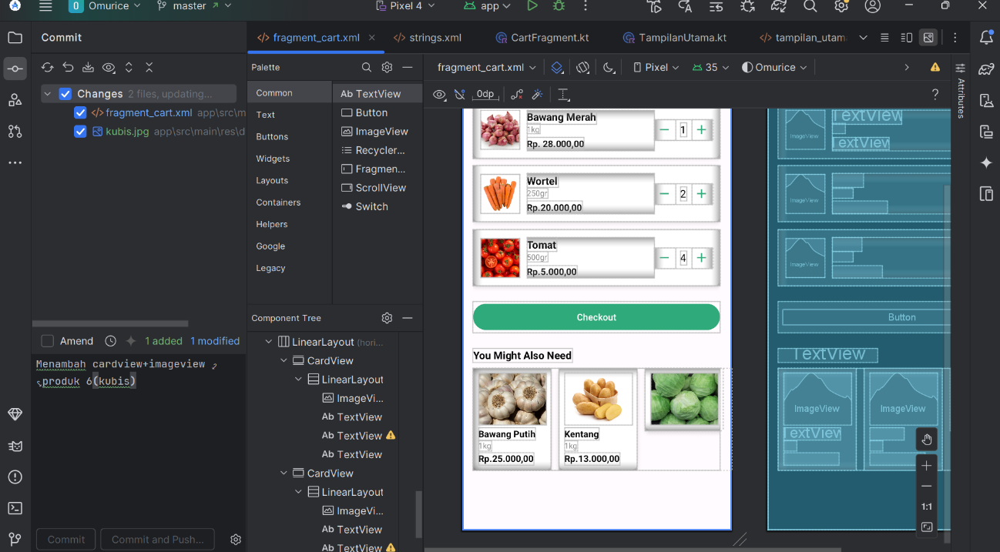 Omurice
master
Pixel 4
app
Commit
fragment_cart.xml
strings.xml
CartFragment.kt
TampilanUtama.kt
tampilan_utam
Changes 2 files, updating...
fragment_cart.xml app\src\m
kubis.jpg app\src\main\res\d
Amend
1 added 1 modified
Menambah cardview+imageview
produk 6(kubis)
Commit
Commit and Push...
Palette
Common
Text
Buttons
Widgets
Layouts
Containers
Helpers
Google
Legacy
Ab TextView
Button
ImageView
Recycler...
Fragmen...
ScrollView
Switch
Component Tree
LinearLayout (hori...
CardView
LinearLayout
ImageVi...
Ab TextView
Ab TextView
Ab TextView
CardView
LinearLayout
ImageVi...
Ab TextView
Ab TextView
fragment_cart.xml
Pixel
35
Omurice
0dp
?
Attributes
Bawang Merah
1kg
Rp. 28.000,00
1
Wortel
250gr
Rp.20.000,00
2
Tomat
500gr
Rp.5.000,00
4
Checkout
You Might Also Need
Bawang Putih
1kg
Rp.25.000,00
Kentang
1kg
Rp.13.000,00
ImageView
TextView
TextView
ImageView
ImageView
Button
TextView
ImageView
ImageView
TextView
1:1